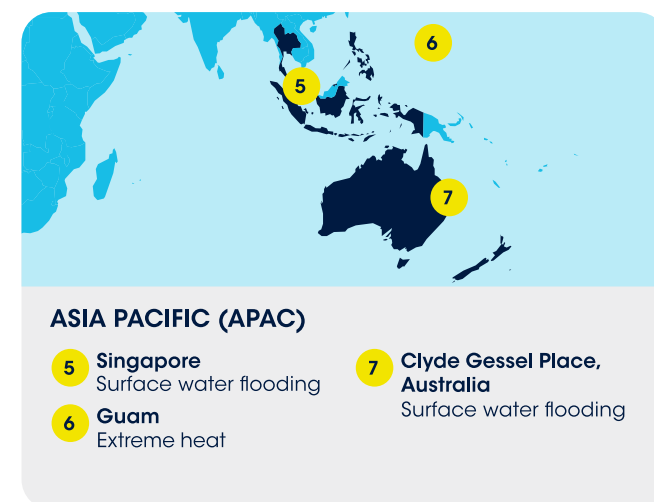 6
5
7
ASIA PACIFIC (APAC)
5 Singapore
Surface water flooding
6 Guam
Extreme heat
7 Clyde Gessel Place,
Australia
Surface water flooding